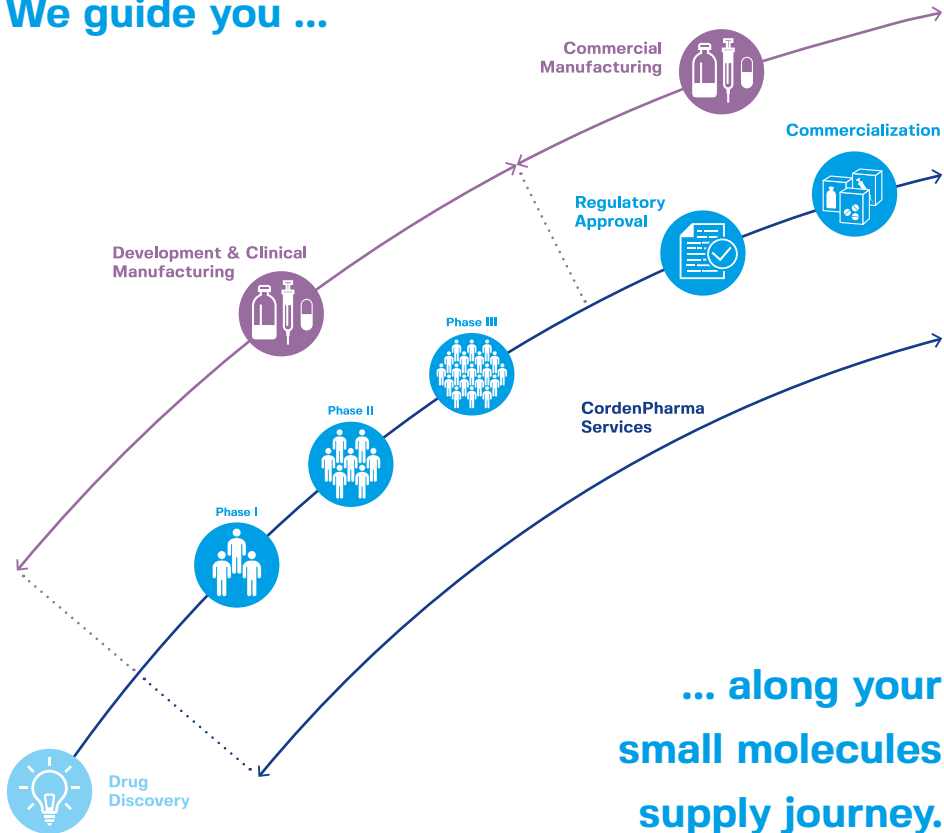 We guide you ...
Commercial
Manufacturing
Commercialization
Regulatory
Approval
Development & Clinical
Manufacturing
Phase III
Phase II
CordenPharma
Services
Phase I
... along your
small molecules
supply journey.
Drug
Discovery